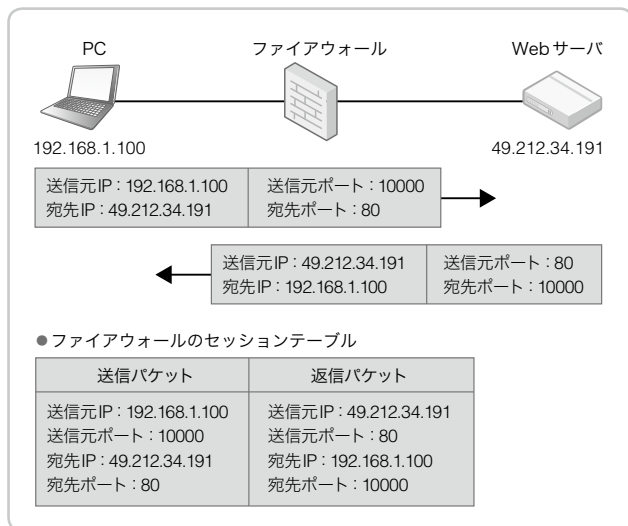 PC
ファイアウォール
Webサーバ
192.168.1.100
49.212.34.191
送信元IP：192.168.1.100
宛先IP：49.212.34.191
送信元ポート：10000
宛先ポート：80
送信元IP：49.212.34.191
宛先IP：192.168.1.100
送信元ポート：80
宛先ポート：10000
●ファイアウォールのセッションテーブル
送信パケット
返信パケット
送信元IP：192.168.1.100
送信元ポート：10000
宛先IP：49.212.34.191
宛先ポート：80
送信元IP：49.212.34.191
送信元ポート：80
宛先IP：192.168.1.100
宛先ポート：10000